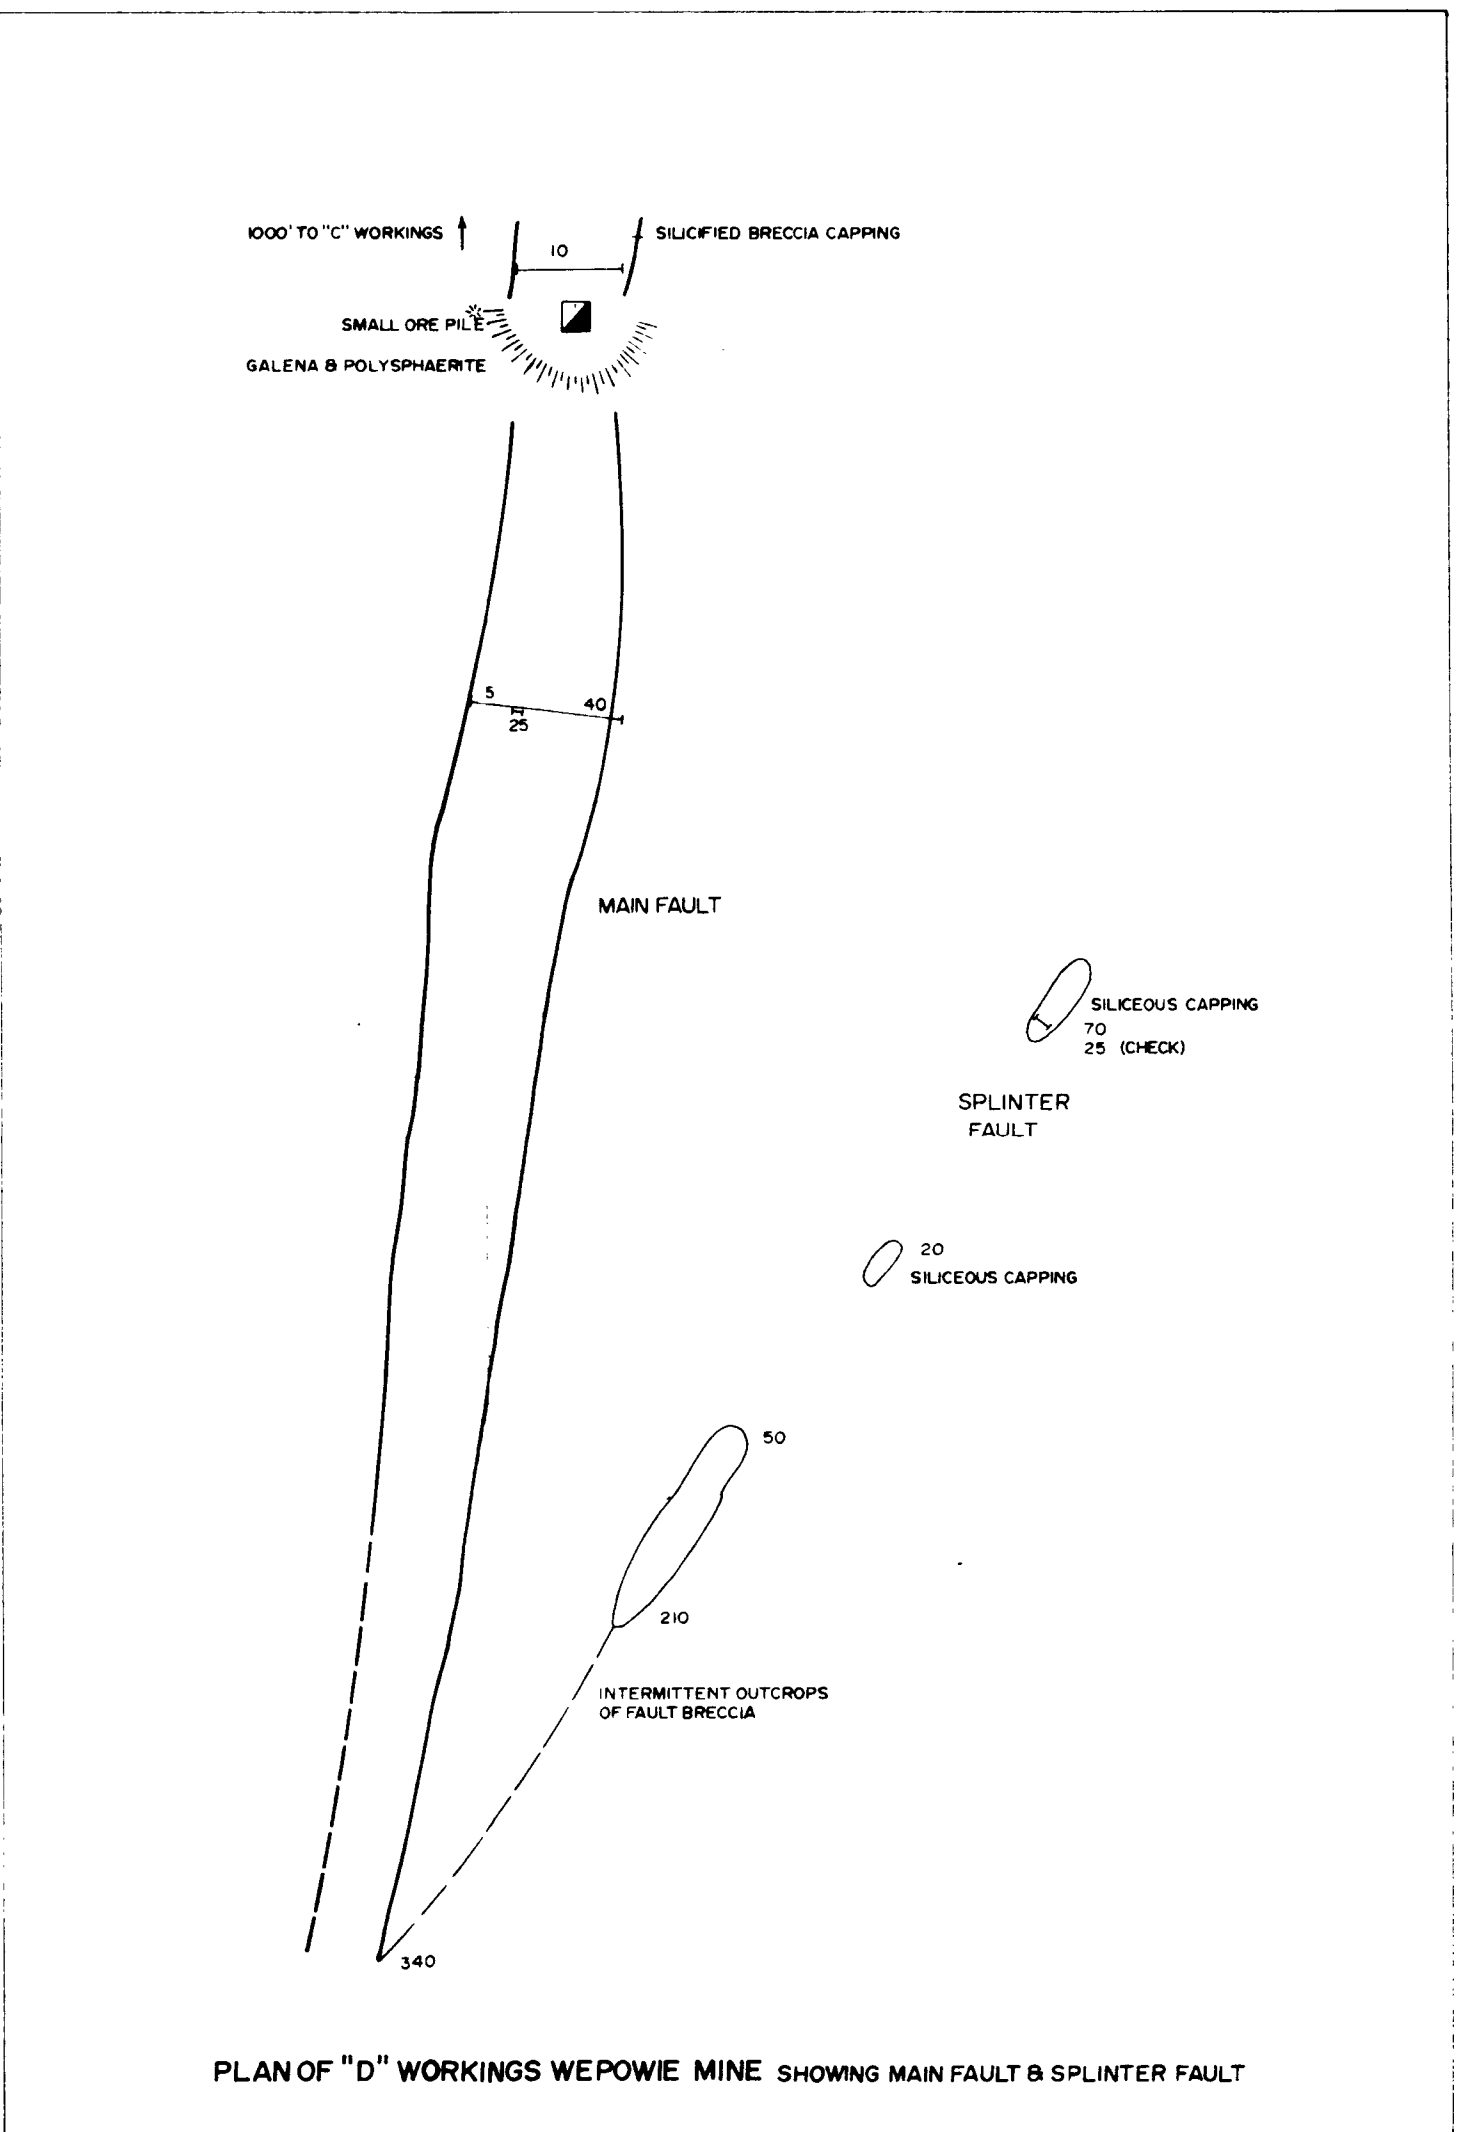 1000' TO "C" WORKINGS
SILICIFIED BRECCIA CAPPING
10
SMALL ORE PILE
GALENA & POLYSPHAERITE
5
40
25
MAIN FAULT
SILICEOUS CAPPING
70
25 (CHECK)
SPLINTER
FAULT
20
SILICEOUS CAPPING
50
210
INTERMITTENT OUTCROPS
OF FAULT BRECCIA
340
PLAN OF "D" WORKINGS WEPOWIE MINE SHOWING MAIN FAULT & SPLINTER FAULT